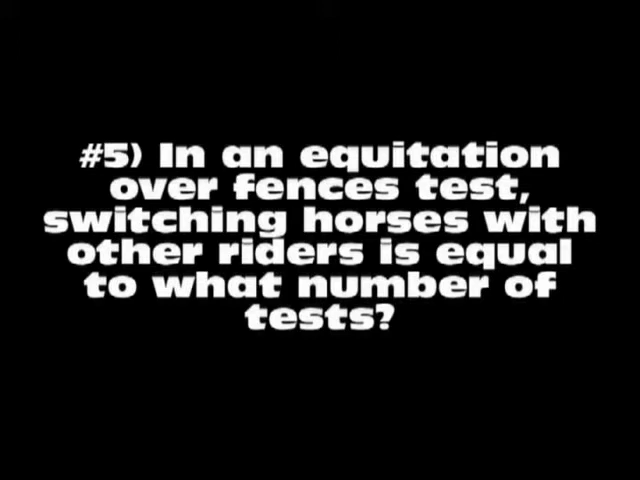 #5) In an equitation
over fences test,
switching horses with
other riders is equal
to what number of
tests?